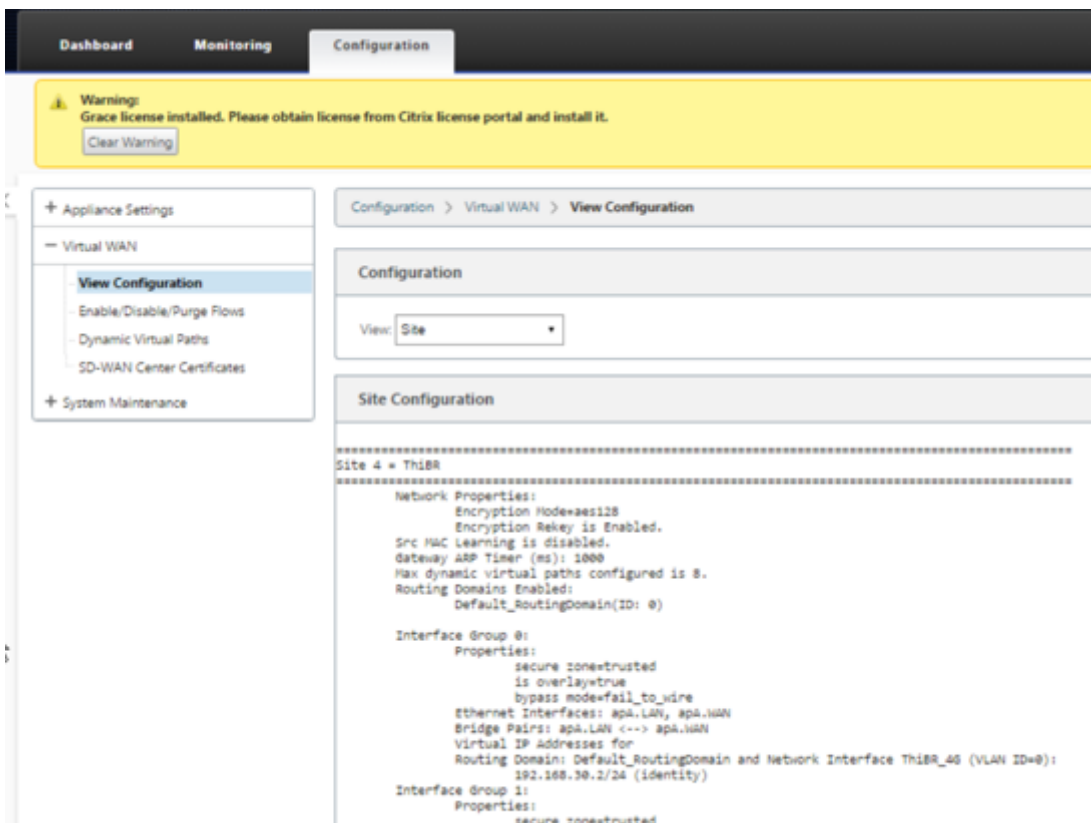 Dashboard Monitoring Configuration
Warning:
Grace license installed. Please obtain license from Citrix license portal and install it.
Clear Warning
+ Appliance Settings
− Virtual WAN
View Configuration
Enable/Disable/Purge Flows
Dynamic Virtual Paths
SD-WAN Center Certificates
+ System Maintenance
Configuration > Virtual WAN > View Configuration
Configuration
View: Site
Site Configuration
Site 4 = ThiBR
Network Properties:
Encryption Mode=aes128
Encryption Rekey is Enabled.
Src MAC Learning is disabled.
Gateway ARP Timer (ms): 1000
Max dynamic virtual paths configured is 8.
Routing Domains Enabled:
Default_RoutingDomain(ID: 0)
Interface Group 0:
Properties:
secure zone=trusted
is overlay=true
bypass mode=fail_to_wire
Ethernet Interfaces: apA.LAN, apA.WAN
Bridge Pairs: apA.LAN <--> apA.WAN
Virtual IP Addresses for
Routing Domain: Default_RoutingDomain and Network Interface ThiBR_4G (VLAN ID=0):
192.168.30.2/24 (identity)
Interface Group 1:
Properties:
secure zone=trusted